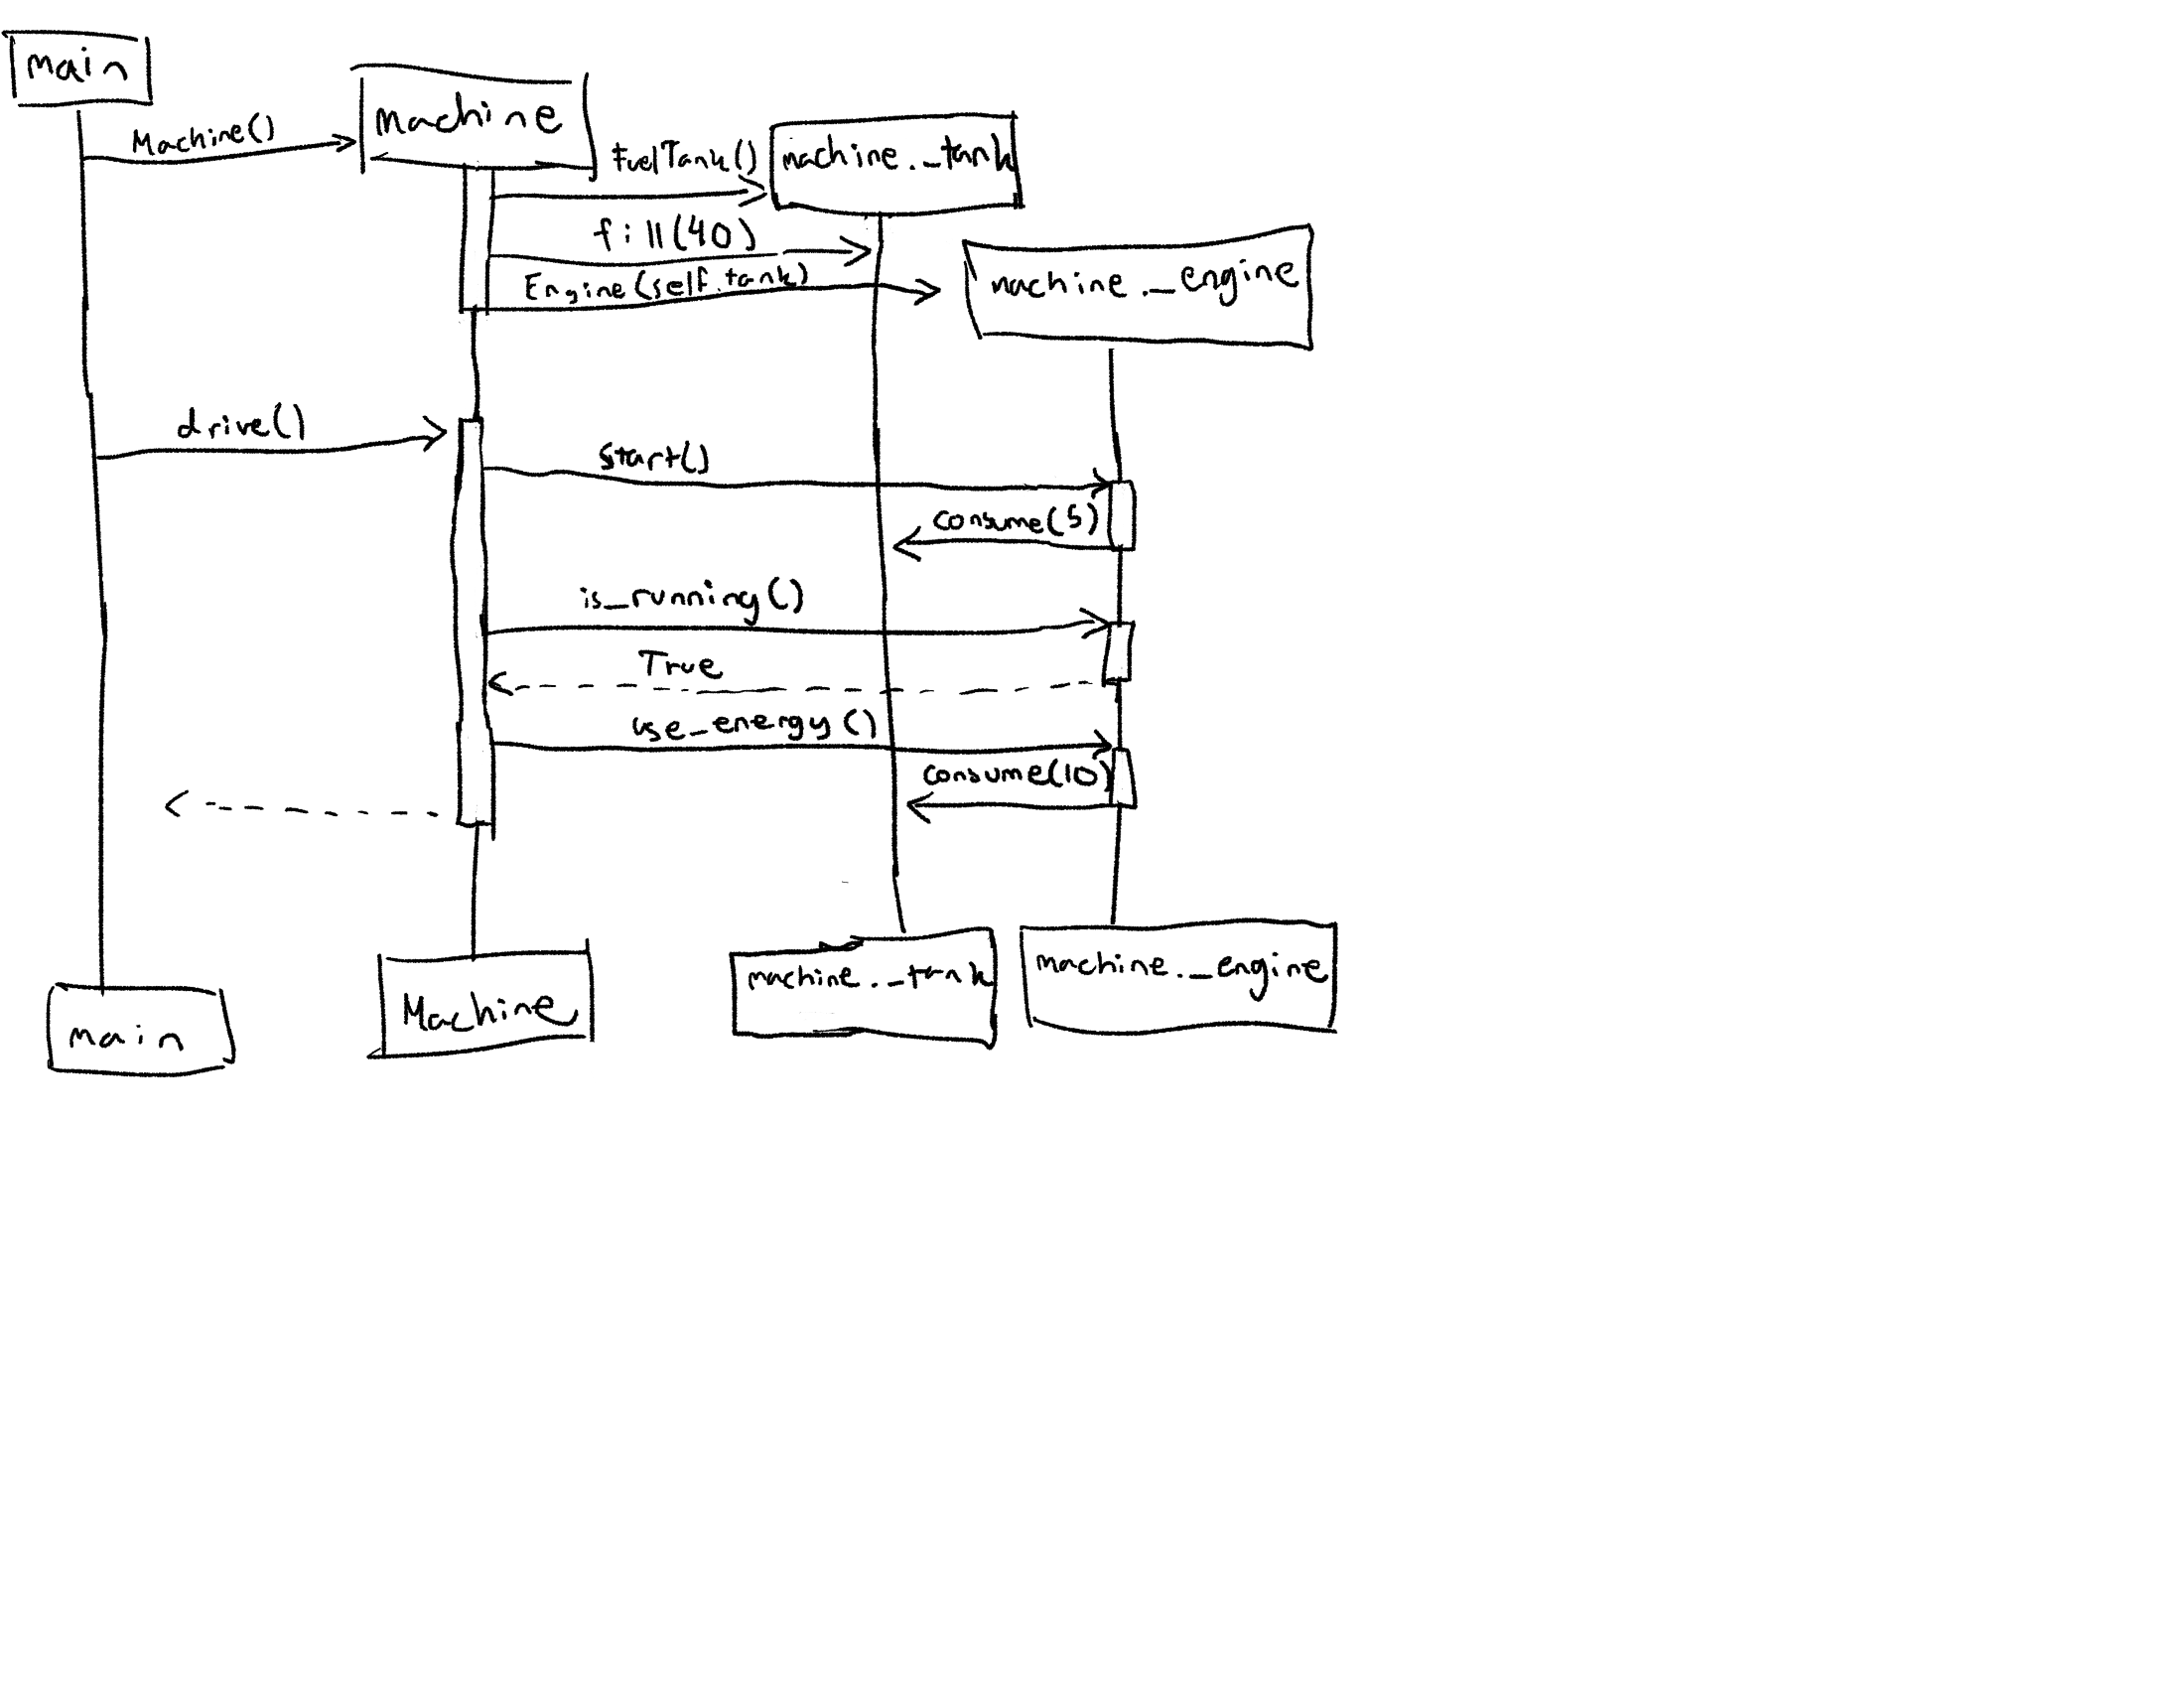 main
Machine()
machine
fuelTank()
machine._tank
fill(40)
Engine(self.tank)
machine._engine
drive()
start()
consume(5)
is_running()
True
use_energy()
consume(10)
main
Machine
machine._tank
machine._engine